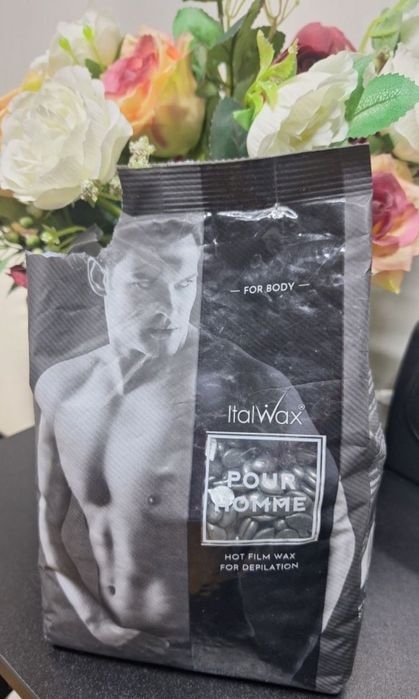 — FOR BODY —
ItalWax®
POUR
HOMME
HOT FILM WAX
FOR DEPILATION